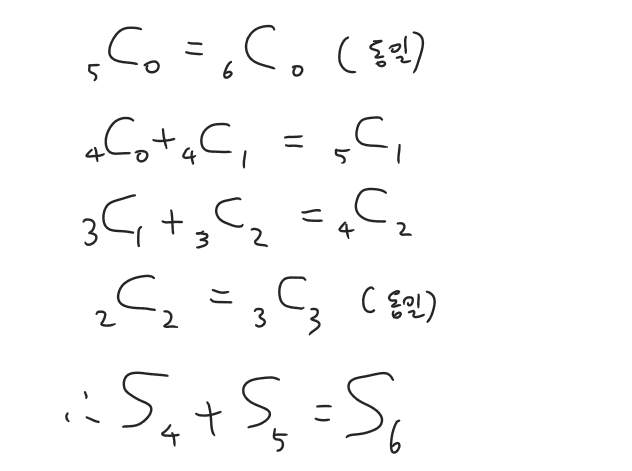 ₅C₀ = ₆C₀ (동일)
₄C₀ + ₄C₁ = ₅C₁
₃C₁ + ₃C₂ = ₄C₂
₂C₂ = ₃C₃ (동일)
∴ S₄ + S₅ = S₆